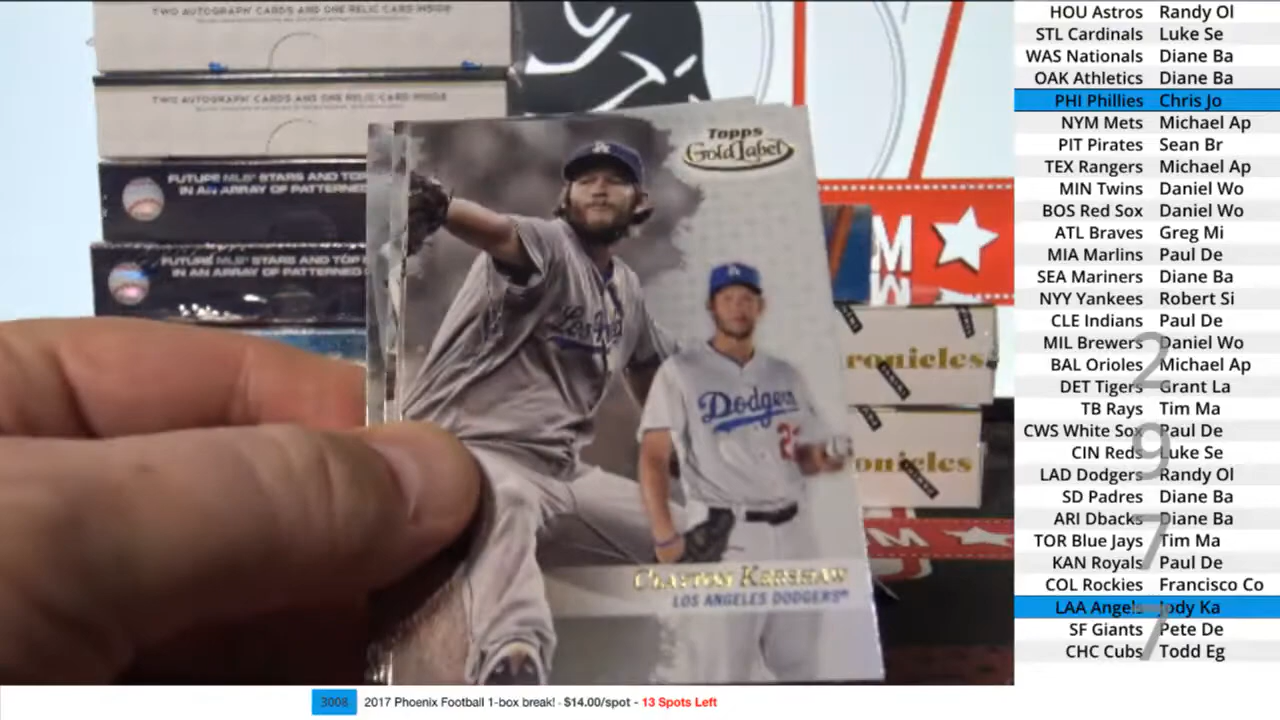 TWO AUTOGRAPH CARDS AND ONE RELIC CARD INSIDE
TWO AUTOGRAPH CARDS AND ONE RELIC CARD INSIDE
FUTURE MLB® STARS AND TOP
IN AN ARRAY OF PATTERNED
FUTURE MLB® STARS AND TOP
IN AN ARRAY OF PATTERNED
Topps
Gold Label
Los
Dodgers
2
CLAYTON KERSHAW
LOS ANGELES DODGERS®
M
ronicles
onicles
M
HOU Astros Randy Ol
STL Cardinals Luke Se
WAS Nationals Diane Ba
OAK Athletics Diane Ba
PHI Phillies Chris Jo
NYM Mets Michael Ap
PIT Pirates Sean Br
TEX Rangers Michael Ap
MIN Twins Daniel Wo
BOS Red Sox Daniel Wo
ATL Braves Greg Mi
MIA Marlins Paul De
SEA Mariners Diane Ba
NYY Yankees Robert Si
CLE Indians Paul De
MIL Brewers Daniel Wo
BAL Orioles Michael Ap
DET Tigers Grant La
TB Rays Tim Ma
CWS White Sox Paul De
CIN Reds Luke Se
LAD Dodgers Randy Ol
SD Padres Diane Ba
ARI Dbacks Diane Ba
TOR Blue Jays Tim Ma
KAN Royals Paul De
COL Rockies Francisco Co
LAA Angels Jody Ka
SF Giants Pete De
CHC Cubs Todd Eg
2
9
7
7
3008 2017 Phoenix Football 1-box break! - $14.00/spot - 13 Spots Left